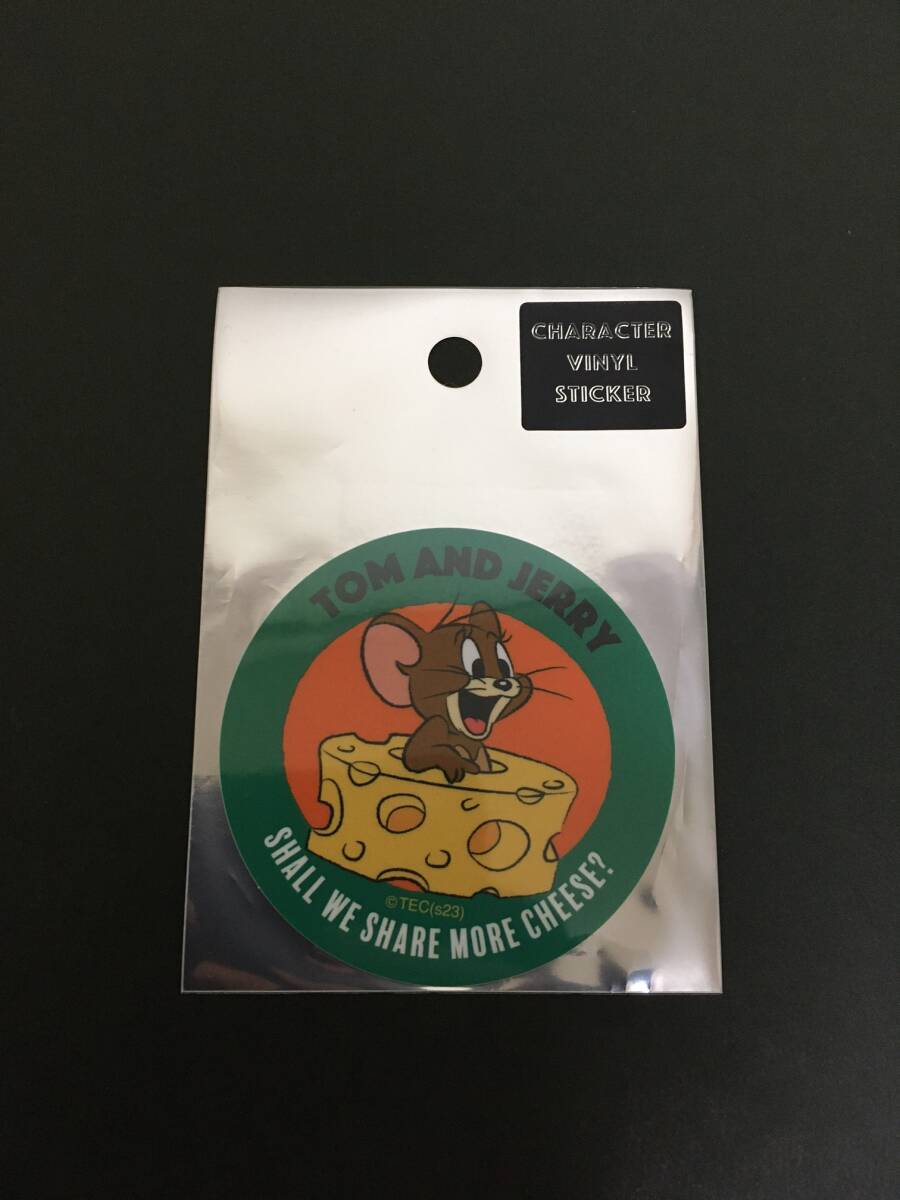 CHARACTER
VINYL
STICKER
TOM AND JERRY
©TEC(s23)
SHALL WE SHARE MORE CHEESE?